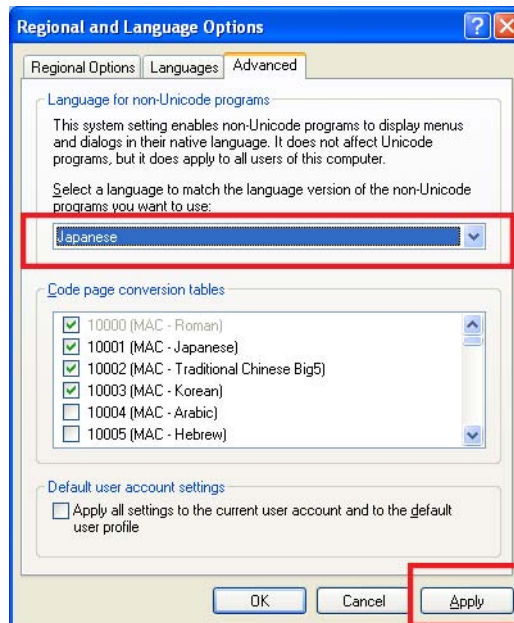 Regional and Language Options
Regional Options
Languages
Advanced
Language for non-Unicode programs
This system setting enables non-Unicode programs to display menus
and dialogs in their native language. It does not affect Unicode
programs, but it does apply to all users of this computer.
Select a language to match the language version of the non-Unicode
programs you want to use:
Japanese
Code page conversion tables
10000 (MAC - Roman)
10001 (MAC - Japanese)
10002 (MAC - Traditional Chinese Big5)
10003 (MAC - Korean)
10004 (MAC - Arabic)
10005 (MAC - Hebrew)
Default user account settings
Apply all settings to the current user account and to the default
user profile
OK
Cancel
Apply